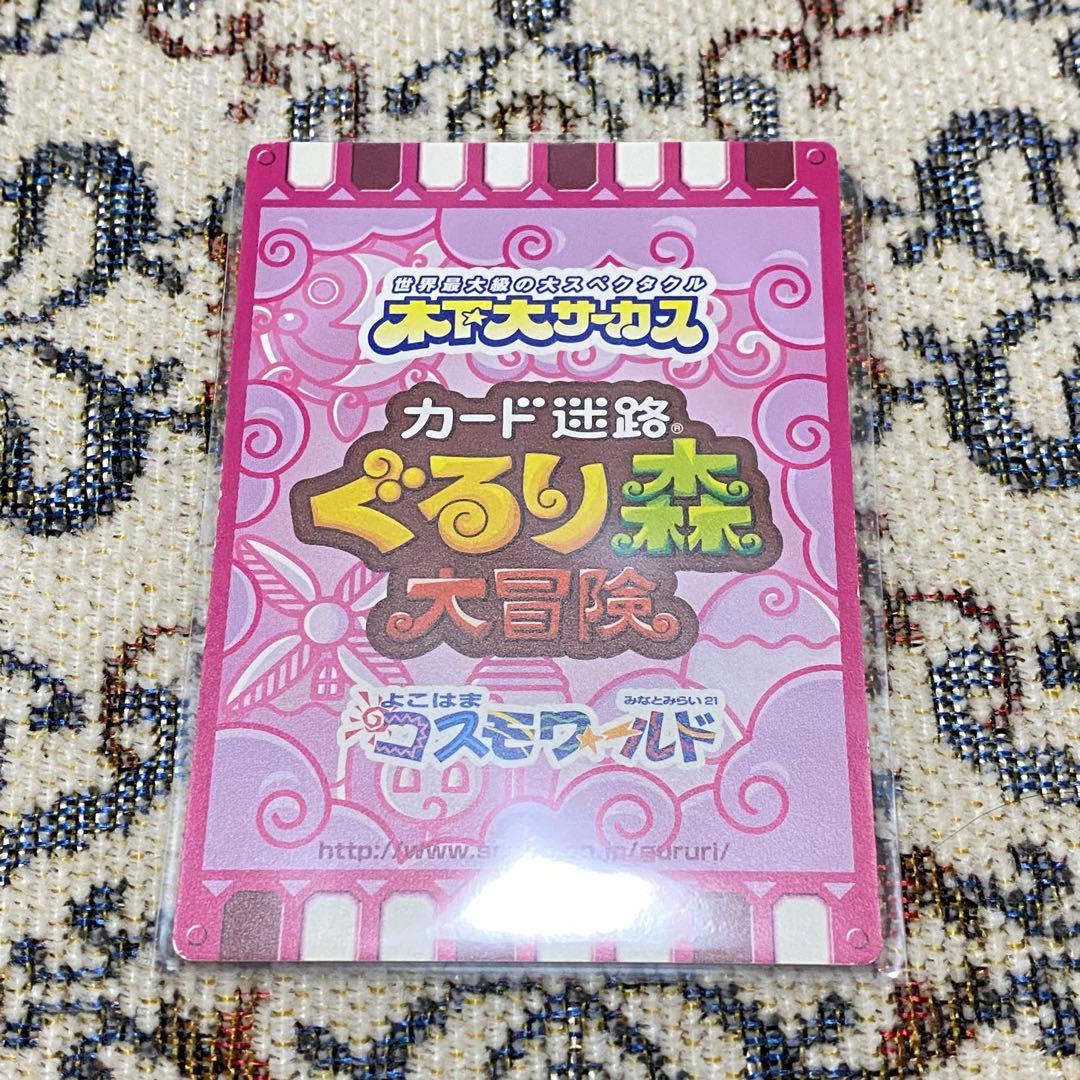 世界最大級の大スペクタクル
木下大サーカス
カード迷路®
ぐるり森
大冒険
よこはま みなとみらい21
コスモワールド